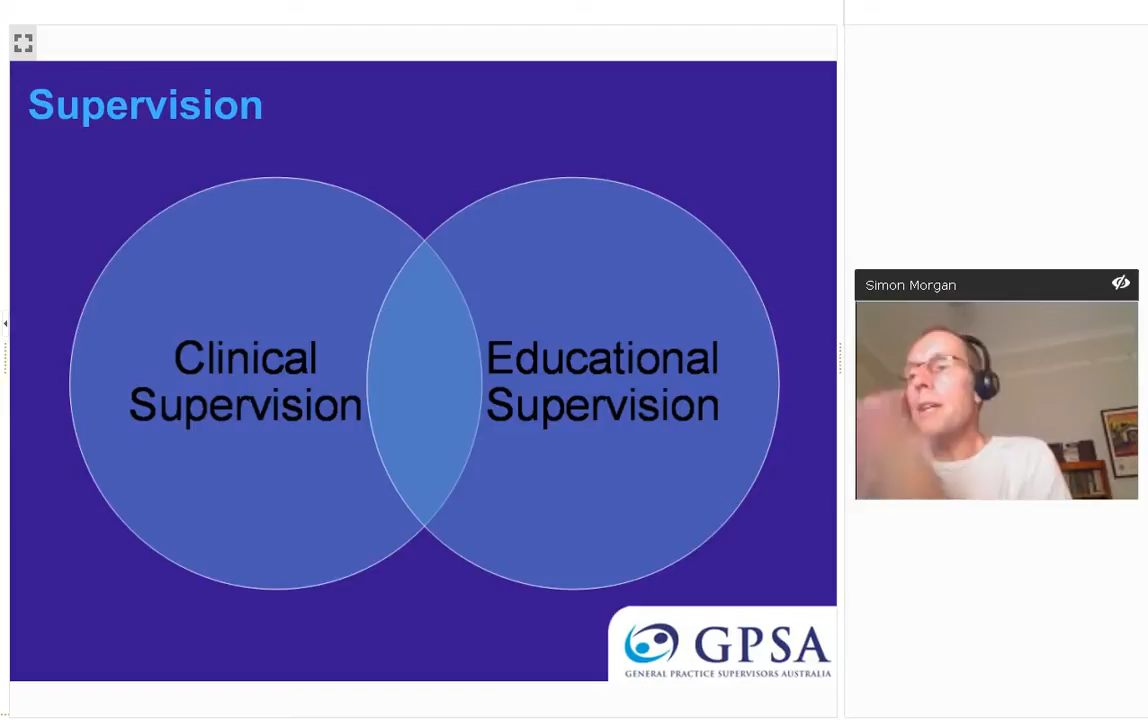 Supervision
Clinical
Supervision
Educational
Supervision
GPSA
GENERAL PRACTICE SUPERVISORS AUSTRALIA
Simon Morgan